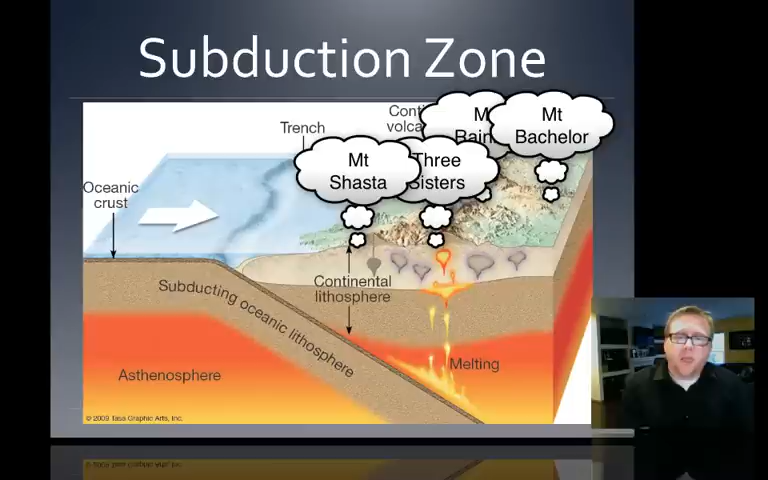 Subduction Zone
Trench
Mt
Shasta
Three
Sisters
Mt
Bachelor
Oceanic
crust
Continental
lithosphere
Subducting oceanic lithosphere
Melting
Asthenosphere
© 2009 Tasa Graphic Arts, Inc.